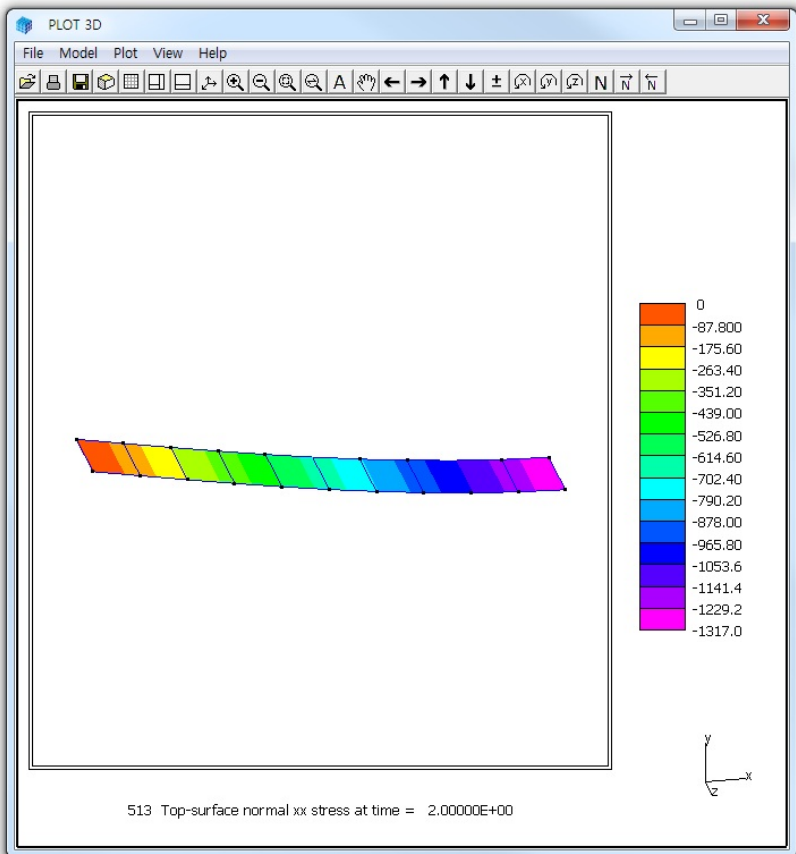 PLOT 3D
File Model Plot View Help
A x y z N N N
0
-87.800
-175.60
-263.40
-351.20
-439.00
-526.80
-614.60
-702.40
-790.20
-878.00
-965.80
-1053.6
-1141.4
-1229.2
-1317.0
y
x
z
513 Top-surface normal xx stress at time = 2.00000E+00